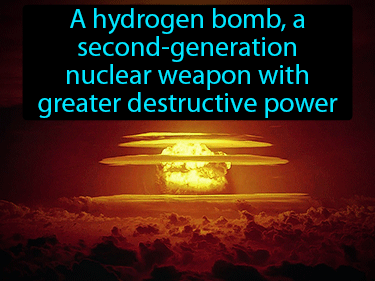 A hydrogen bomb, a
second-generation
nuclear weapon with
greater destructive power